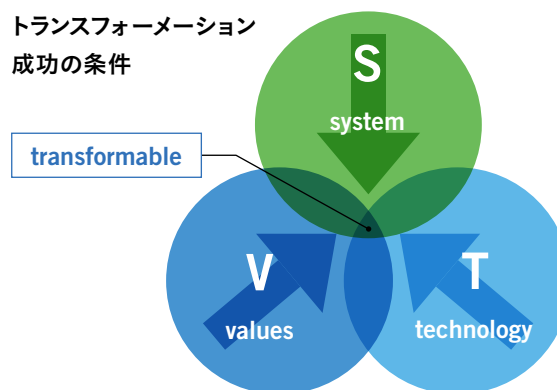 トランスフォーメーション
成功の条件
S
system
transformable
V
values
T
technology